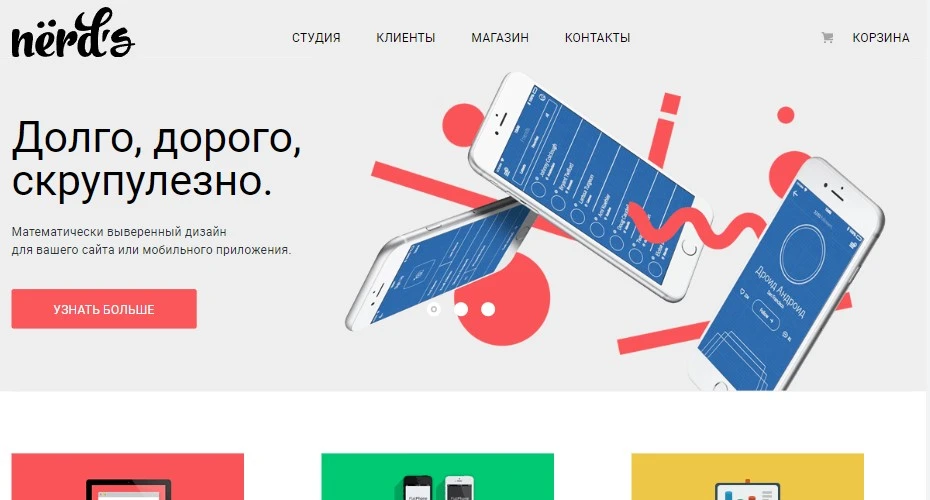 nërd's
СТУДИЯ
КЛИЕНТЫ
МАГАЗИН
КОНТАКТЫ
КОРЗИНА
Долго, дорого,
скрупулезно.
Математически выверенный дизайн
для вашего сайта или мобильного приложения.
УЗНАТЬ БОЛЬШЕ
Дроид Андроид
Follow